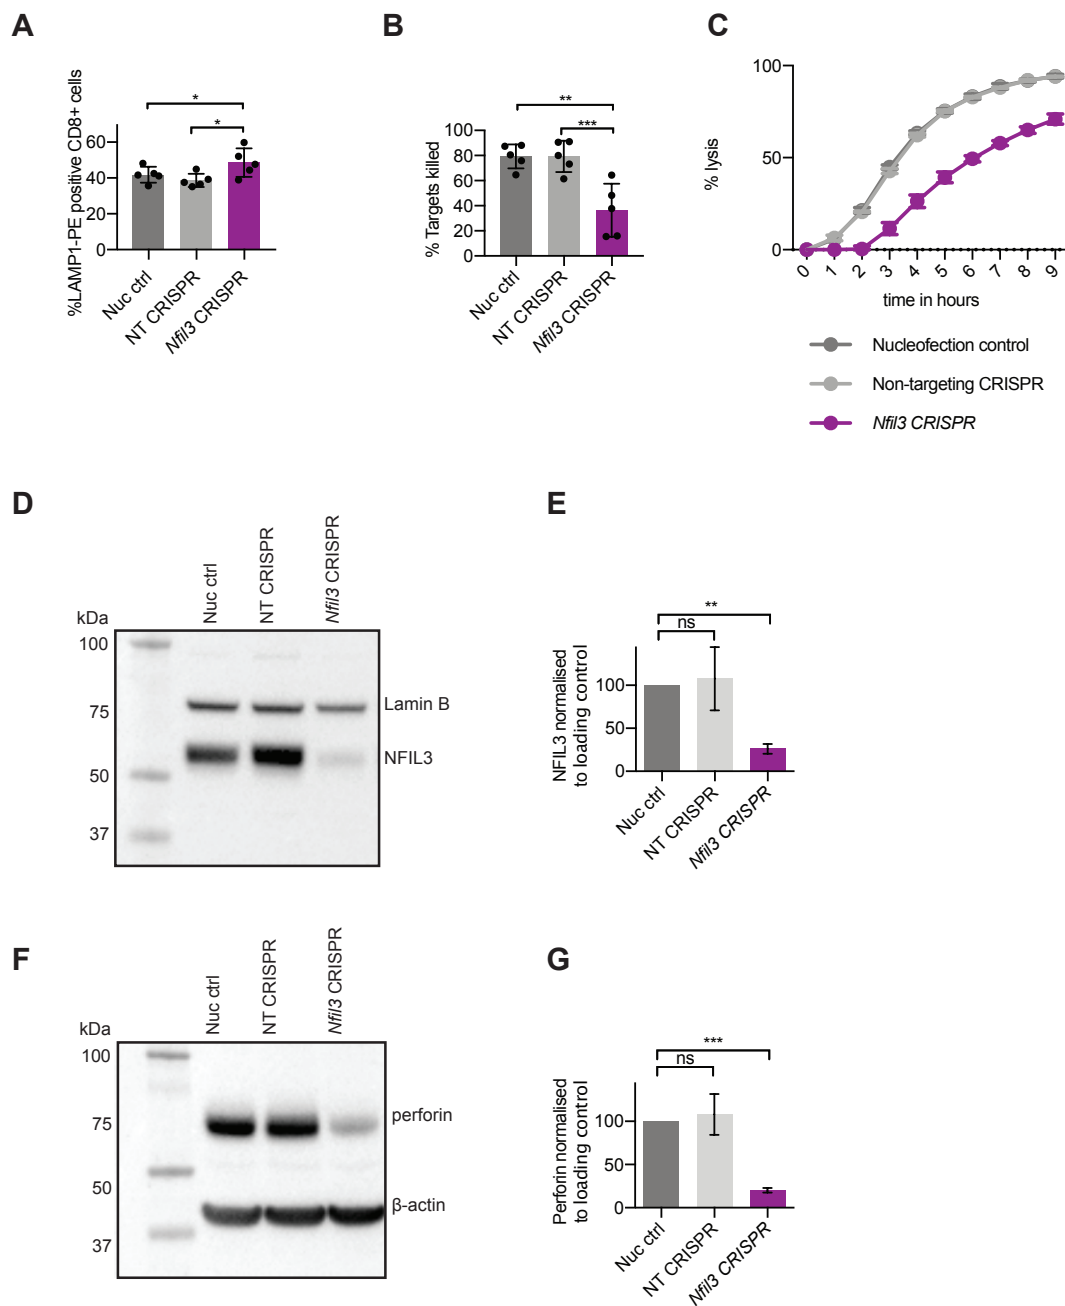 A
B
C
%LAMP1-PE positive CD8+ cells
60
40
20
0
*
*
Nuc ctrl
NT CRISPR
Nfil3 CRISPR
% Targets killed
100
80
60
40
20
0
**
***
Nuc ctrl
NT CRISPR
Nfil3 CRISPR
% lysis
100
50
0
0 1 2 3 4 5 6 7 8 9
time in hours
Nucleofection control
Non-targeting CRISPR
Nfil3 CRISPR
D
E
Nuc ctrl
NT CRISPR
Nfil3 CRISPR
kDa
100
75
50
37
Lamin B
NFIL3
NFIL3 normalised
to loading control
100
50
0
**
ns
Nuc ctrl
NT CRISPR
Nfil3 CRISPR
F
G
Nuc ctrl
NT CRISPR
Nfil3 CRISPR
kDa
100
75
50
37
perforin
β-actin
Perforin normalised
to loading control
100
50
0
***
ns
Nuc ctrl
NT CRISPR
Nfil3 CRISPR